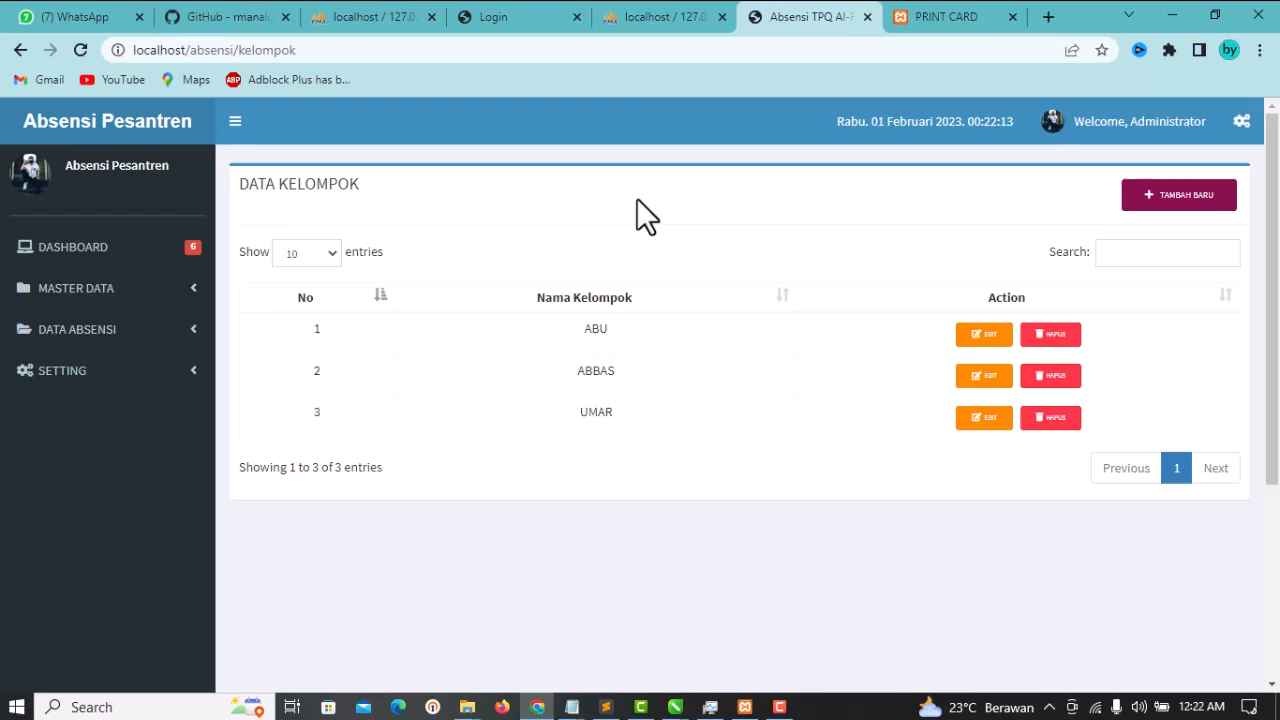 (7) WhatsApp
GitHub - rmanalu
localhost / 127.0.
Login
localhost / 127.0.
Absensi TPQ Al-F
PRINT CARD
localhost/absensi/kelompok
by
Gmail
YouTube
Maps
ABP
Adblock Plus has b...
Absensi Pesantren
Rabu. 01 Februari 2023. 00:22:13
Welcome, Administrator
Absensi Pesantren
DASHBOARD
6
MASTER DATA
DATA ABSENSI
SETTING
DATA KELOMPOK
TAMBAH BARU
Show 10 entries
Search:
No Nama Kelompok Action
1 ABU EDIT HAPUS
2 ABBAS EDIT HAPUS
3 UMAR EDIT HAPUS
Showing 1 to 3 of 3 entries
Previous 1 Next
Search
23°C Berawan
12:22 AM